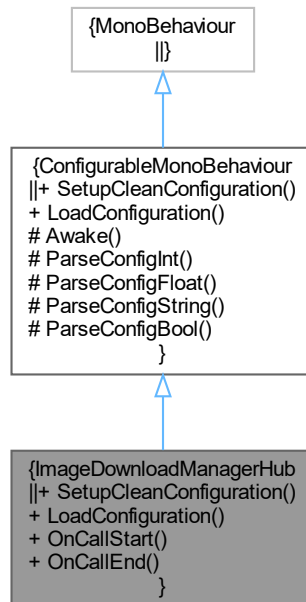 {MonoBehaviour
||}
{ConfigurableMonoBehaviour
||+ SetupCleanConfiguration()
+ LoadConfiguration()
# Awake()
# ParseConfigInt()
# ParseConfigFloat()
# ParseConfigString()
# ParseConfigBool()
}
{ImageDownloadManagerHub
||+ SetupCleanConfiguration()
+ LoadConfiguration()
+ OnCallStart()
+ OnCallEnd()
}